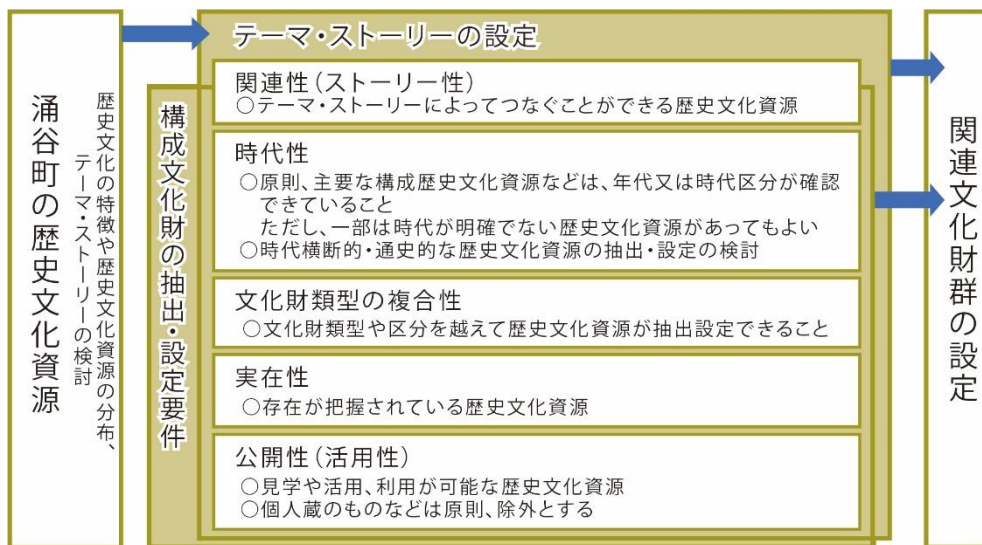 涌谷町の歴史文化資源
歴史文化の特徴や歴史文化資源の分布、
テーマ・ストーリーの検討
テーマ・ストーリーの設定
構成文化財の抽出・設定要件
関連性（ストーリー性）
○テーマ・ストーリーによってつなぐことができる歴史文化資源
時代性
○原則、主要な構成歴史文化資源などは、年代又は時代区分が確認
できていること
ただし、一部は時代が明確でない歴史文化資源があってもよい
○時代横断的・通史的な歴史文化資源の抽出・設定の検討
文化財類型の複合性
○文化財類型や区分を越えて歴史文化資源が抽出設定できること
実在性
○存在が把握されている歴史文化資源
公開性（活用性）
○見学や活用、利用が可能な歴史文化資源
○個人蔵のものなどは原則、除外とする
関連文化財群の設定